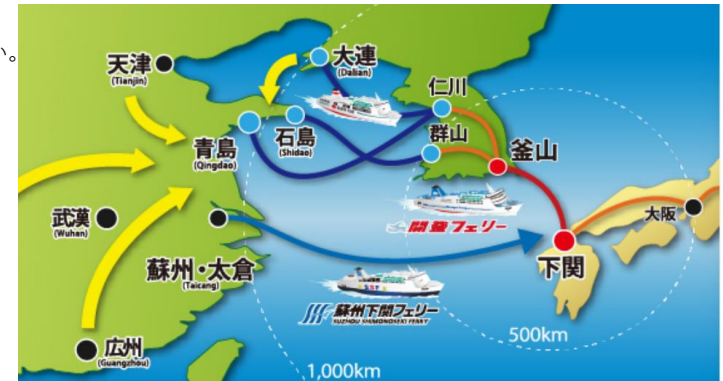 い。
天津
(Tianjin)
大連
(Dalian)
仁川
青島
(Qingdao)
石島
(Shidao)
群山
釜山
武漢
(Wuhan)
関釜フェリー
大阪
蘇州・太倉
(Taicang)
下関
SSF
蘇州下関フェリー
SUZHOU SHIMONOSEKI FERRY
500km
広州
(Guangzhou)
1,000km